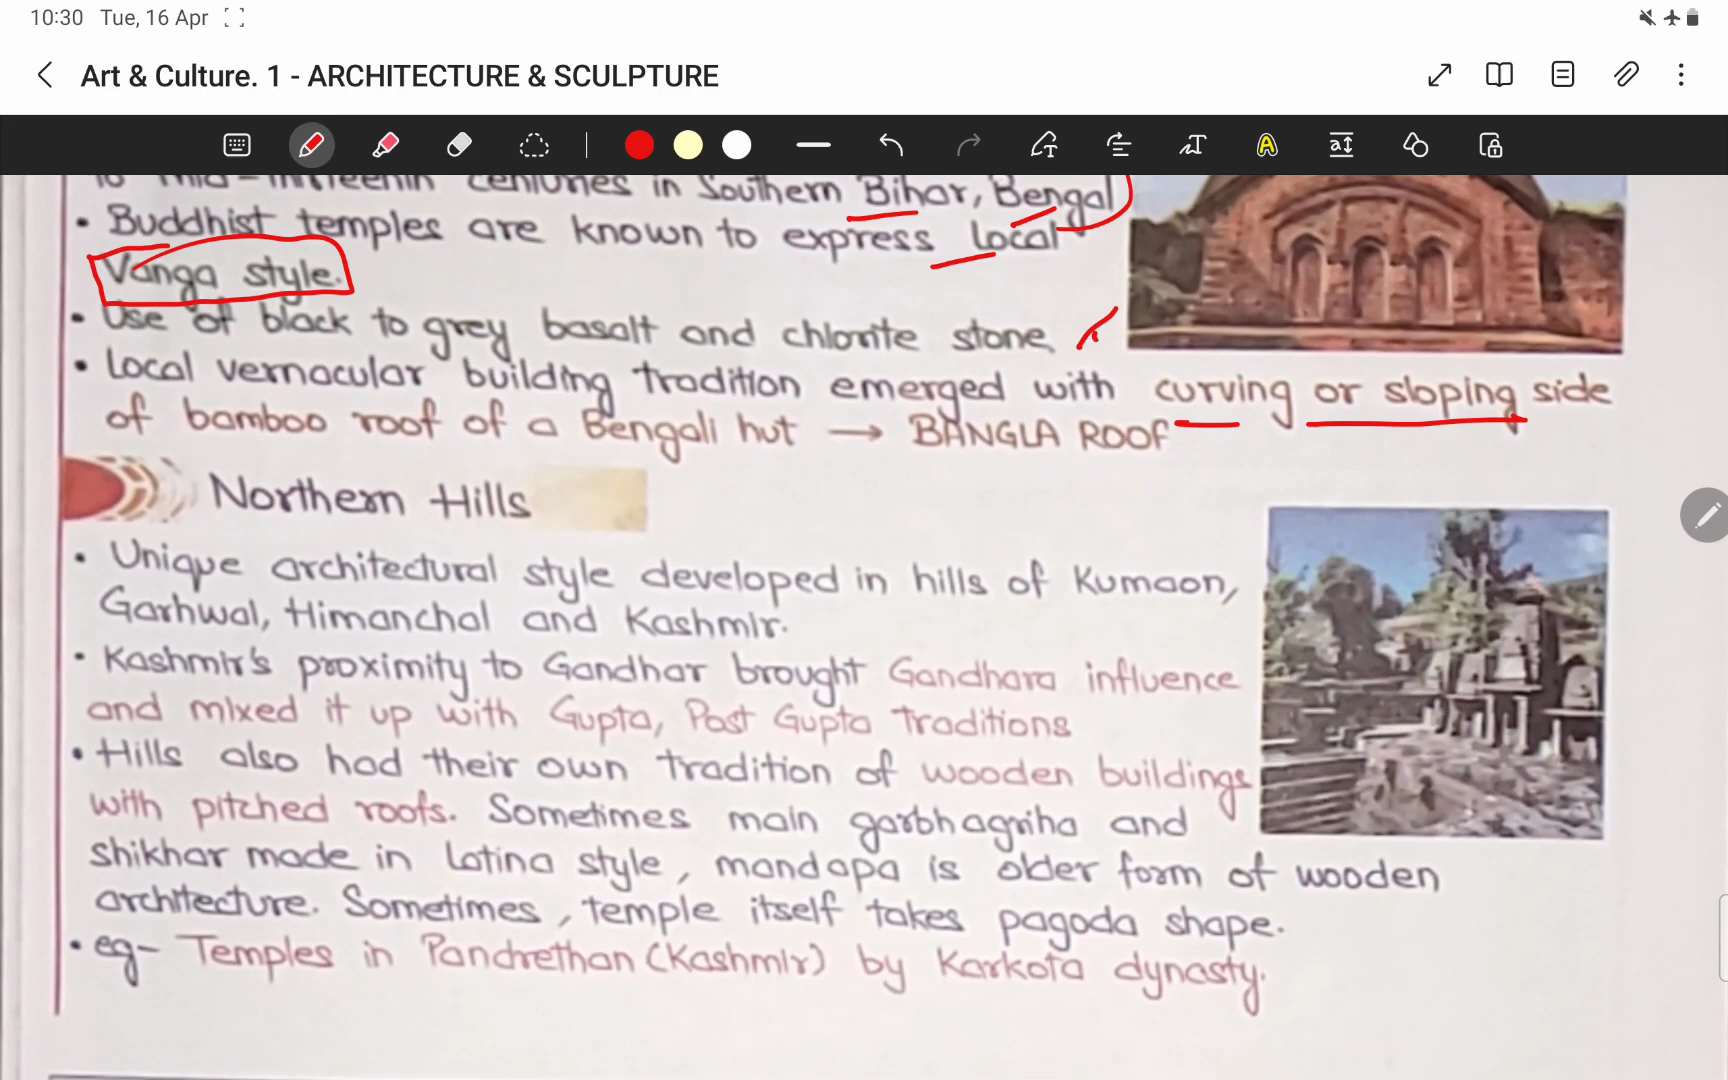 10:30 Tue, 16 Apr
Art & Culture. 1 - ARCHITECTURE & SCULPTURE
to mid-thirteenth centuries in Southern Bihar, Bengal
• Buddhist temples are known to express local
Vanga style.
• Use of black to grey basalt and chlorite stone
• Local vernacular building tradition emerged with curving or sloping side
of bamboo roof of a Bengali hut → BANGLA ROOF
Northern Hills
• Unique architectural style developed in hills of Kumaon,
Garhwal, Himanchal and Kashmir.
• Kashmir's proximity to Gandhar brought Gandhara influence
and mixed it up with Gupta, Post Gupta Traditions
• Hills also had their own tradition of wooden buildings
with pitched roofs. Sometimes main garbhagriha and
shikhar made in latina style, mandapa is older form of wooden
architecture. Sometimes, temple itself takes pagoda shape.
• eg- Temples in Pandrethan (Kashmir) by Karkota dynasty.